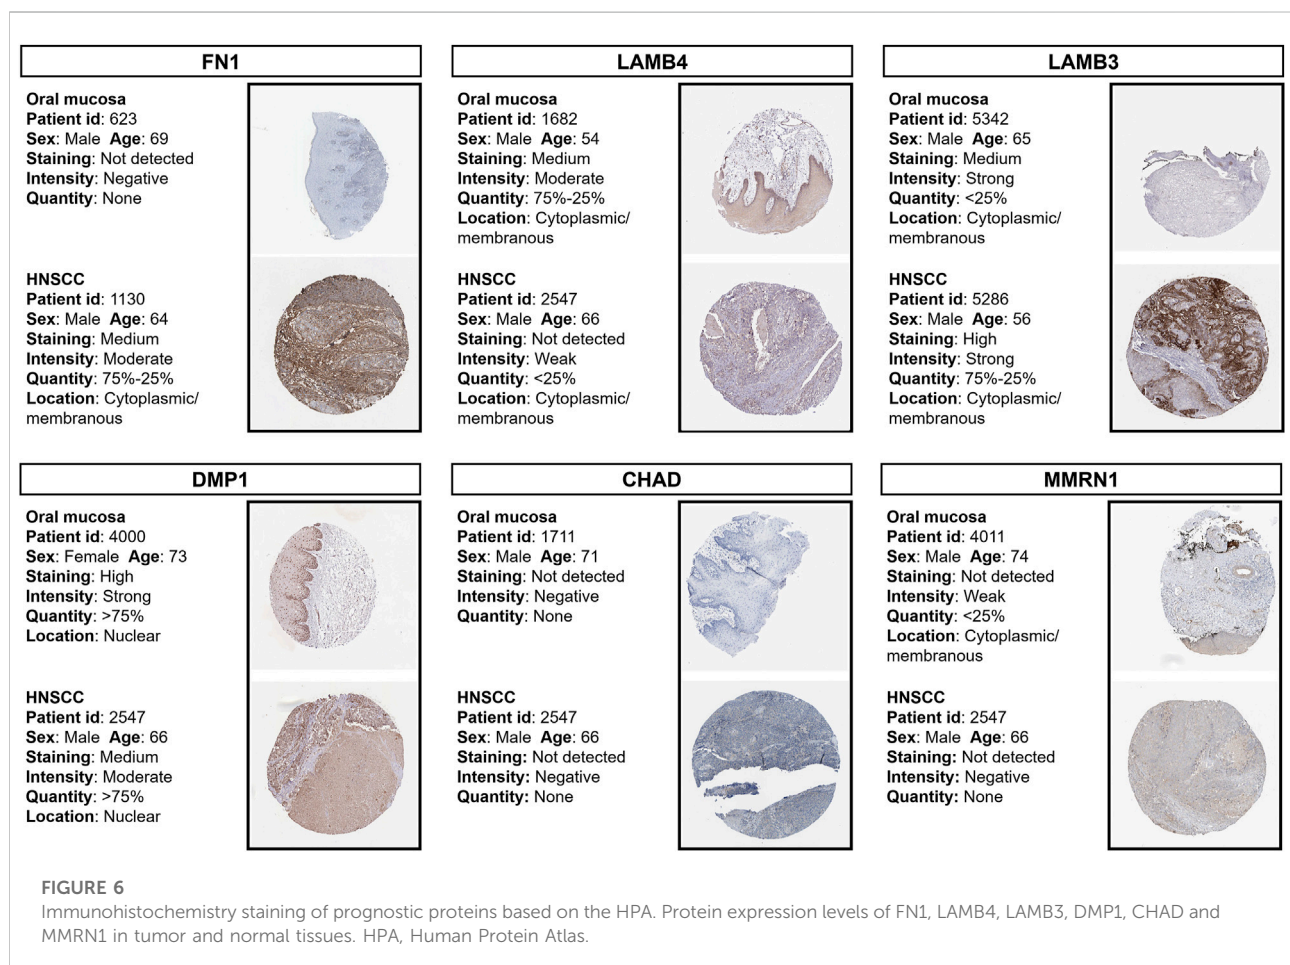 FN1
Oral mucosa
Patient id: 623
Sex: Male Age: 69
Staining: Not detected
Intensity: Negative
Quantity: None
HNSCC
Patient id: 1130
Sex: Male Age: 64
Staining: Medium
Intensity: Moderate
Quantity: 75%-25%
Location: Cytoplasmic/
membranous
LAMB4
Oral mucosa
Patient id: 1682
Sex: Male Age: 54
Staining: Medium
Intensity: Moderate
Quantity: 75%-25%
Location: Cytoplasmic/
membranous
HNSCC
Patient id: 2547
Sex: Male Age: 66
Staining: Not detected
Intensity: Weak
Quantity: <25%
Location: Cytoplasmic/
membranous
LAMB3
Oral mucosa
Patient id: 5342
Sex: Male Age: 65
Staining: Medium
Intensity: Strong
Quantity: <25%
Location: Cytoplasmic/
membranous
HNSCC
Patient id: 5286
Sex: Male Age: 56
Staining: High
Intensity: Strong
Quantity: 75%-25%
Location: Cytoplasmic/
membranous
DMP1
Oral mucosa
Patient id: 4000
Sex: Female Age: 73
Staining: High
Intensity: Strong
Quantity: >75%
Location: Nuclear
HNSCC
Patient id: 2547
Sex: Male Age: 66
Staining: Medium
Intensity: Moderate
Quantity: >75%
Location: Nuclear
CHAD
Oral mucosa
Patient id: 1711
Sex: Male Age: 71
Staining: Not detected
Intensity: Negative
Quantity: None
HNSCC
Patient id: 2547
Sex: Male Age: 66
Staining: Not detected
Intensity: Negative
Quantity: None
MMRN1
Oral mucosa
Patient id: 4011
Sex: Male Age: 74
Staining: Not detected
Intensity: Weak
Quantity: <25%
Location: Cytoplasmic/
membranous
HNSCC
Patient id: 2547
Sex: Male Age: 66
Staining: Not detected
Intensity: Negative
Quantity: None
FIGURE 6
Immunohistochemistry staining of prognostic proteins based on the HPA. Protein expression levels of FN1, LAMB4, LAMB3, DMP1, CHAD and
MMRN1 in tumor and normal tissues. HPA, Human Protein Atlas.